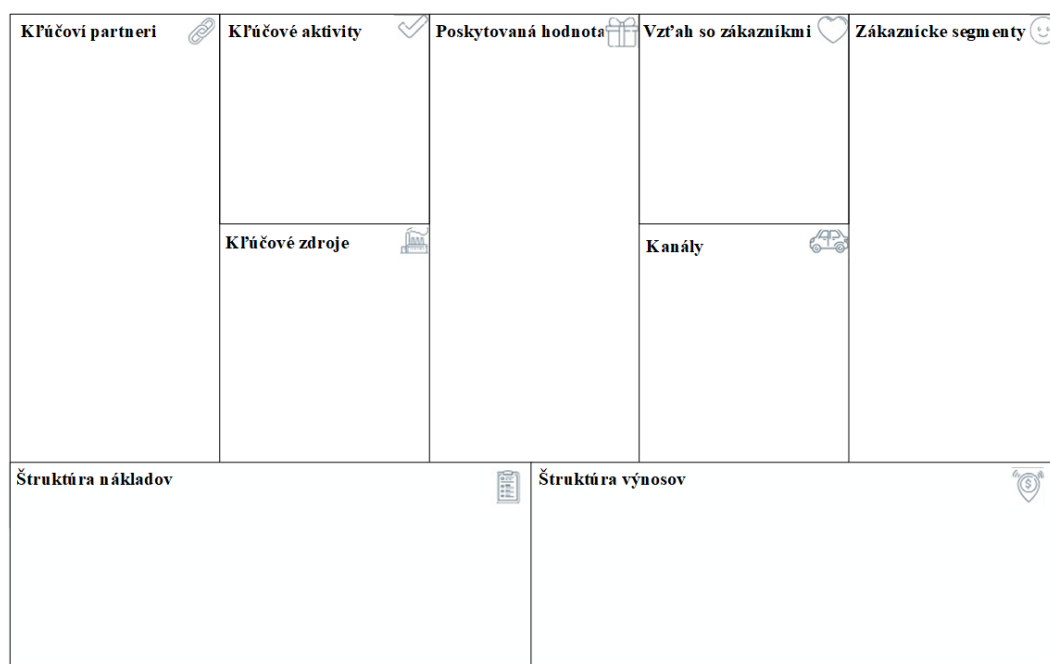 Kľúčoví partneri
Kľúčové aktivity
Poskytovaná hodnota
Vzťah so zákazníkmi
Zákaznícke segmenty
Kľúčové zdroje
Kanály
Štruktúra nákladov
Štruktúra výnosov
$